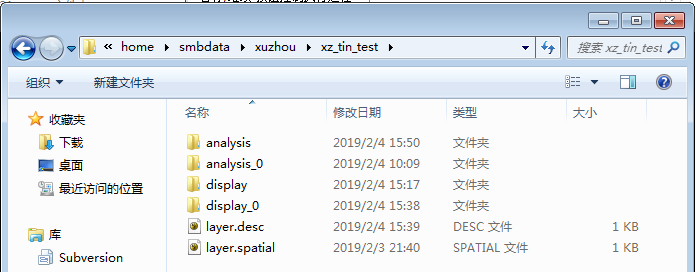 « home ▸ smbdata ▸ xuzhou ▸ xz_tin_test ▸
搜索 xz_tin_test
组织 新建文件夹
名称 修改日期 类型 大小
收藏夹
下载
桌面
最近访问的位置
库
Subversion
analysis 2019/2/4 15:50 文件夹
analysis_0 2019/2/4 10:09 文件夹
display 2019/2/4 15:17 文件夹
display_0 2019/2/4 15:38 文件夹
layer.desc 2019/2/4 15:39 DESC 文件 1 KB
layer.spatial 2019/2/3 21:40 SPATIAL 文件 1 KB